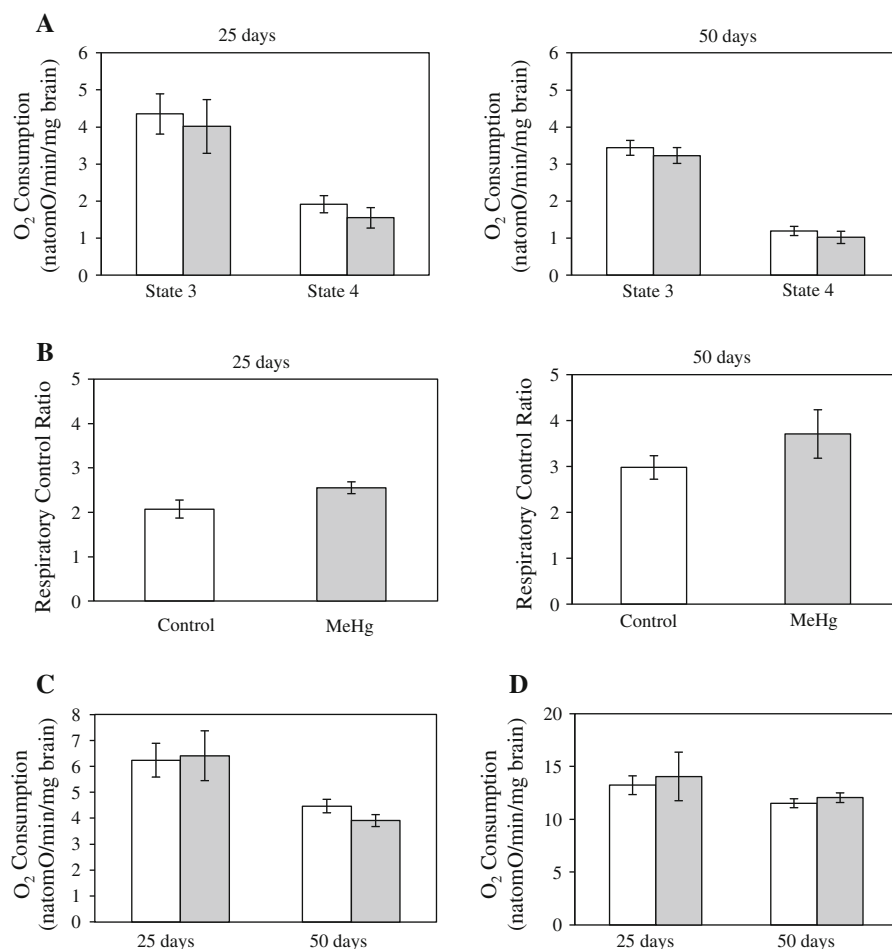 A
25 days
O₂ Consumption
(natomO/min/mg brain)
6
5
4
3
2
1
0
State 3 State 4
50 days
O₂ Consumption
(natomO/min/mg brain)
6
5
4
3
2
1
0
State 3 State 4
B
25 days
Respiratory Control Ratio
5
4
3
2
1
0
Control MeHg
50 days
Respiratory Control Ratio
5
4
3
2
1
0
Control MeHg
C
O₂ Consumption
(natomO/min/mg brain)
8
7
6
5
4
3
2
1
0
25 days 50 days
D
O₂ Consumption
(natomO/min/mg brain)
20
15
10
5
0
25 days 50 days